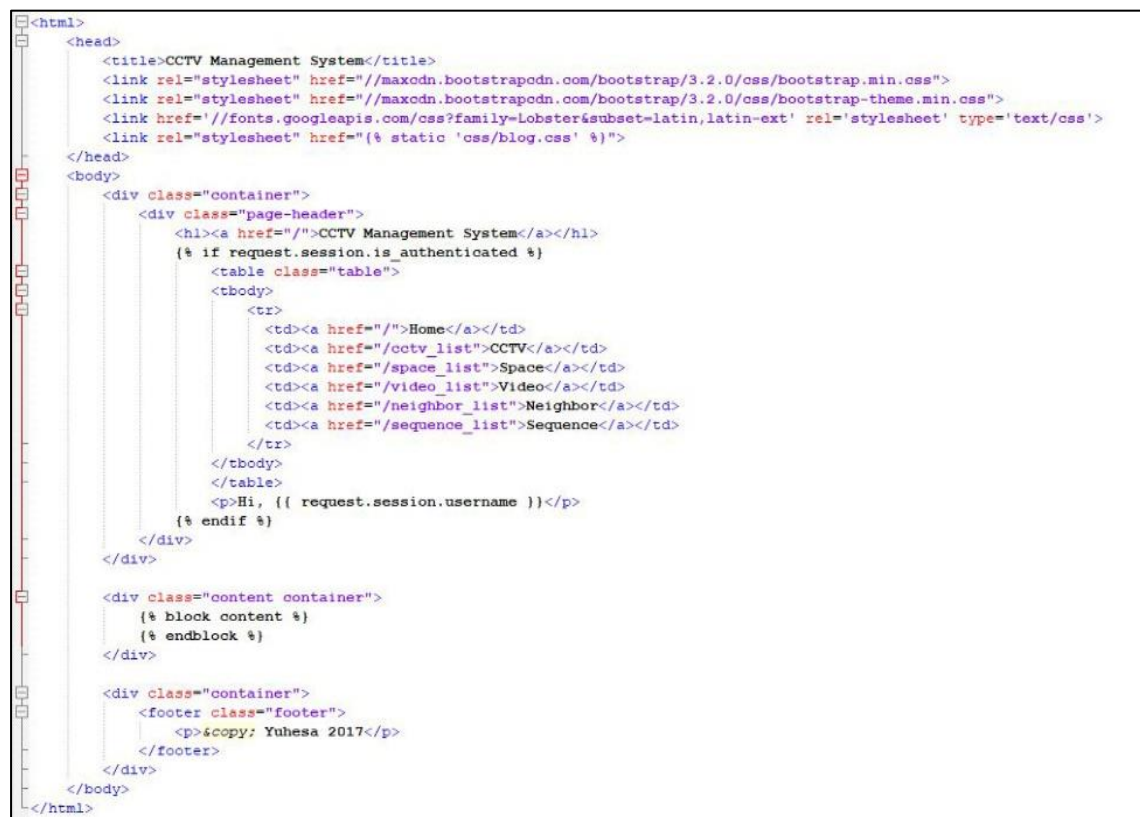 <html>
<head>
<title>CCTV Management System</title>
<link rel="stylesheet" href="//maxcdn.bootstrapcdn.com/bootstrap/3.2.0/css/bootstrap.min.css">
<link rel="stylesheet" href="//maxcdn.bootstrapcdn.com/bootstrap/3.2.0/css/bootstrap-theme.min.css">
<link href='//fonts.googleapis.com/css?family=Lobster&subset=latin,latin-ext' rel='stylesheet' type='text/css'>
<link rel="stylesheet" href="{% static 'css/blog.css' %}">
</head>
<body>
<div class="container">
<div class="page-header">
<h1><a href="/">CCTV Management System</a></h1>
{% if request.session.is_authenticated %}
<table class="table">
<tbody>
<tr>
<td><a href="/">Home</a></td>
<td><a href="/cctv_list">CCTV</a></td>
<td><a href="/space_list">Space</a></td>
<td><a href="/video_list">Video</a></td>
<td><a href="/neighbor_list">Neighbor</a></td>
<td><a href="/sequence_list">Sequence</a></td>
</tr>
</tbody>
</table>
<p>Hi, {{ request.session.username }}</p>
{% endif %}
</div>
</div>
<div class="content container">
{% block content %}
{% endblock %}
</div>
<div class="container">
<footer class="footer">
<p>&copy; Yuhesa 2017</p>
</footer>
</div>
</body>
</html>